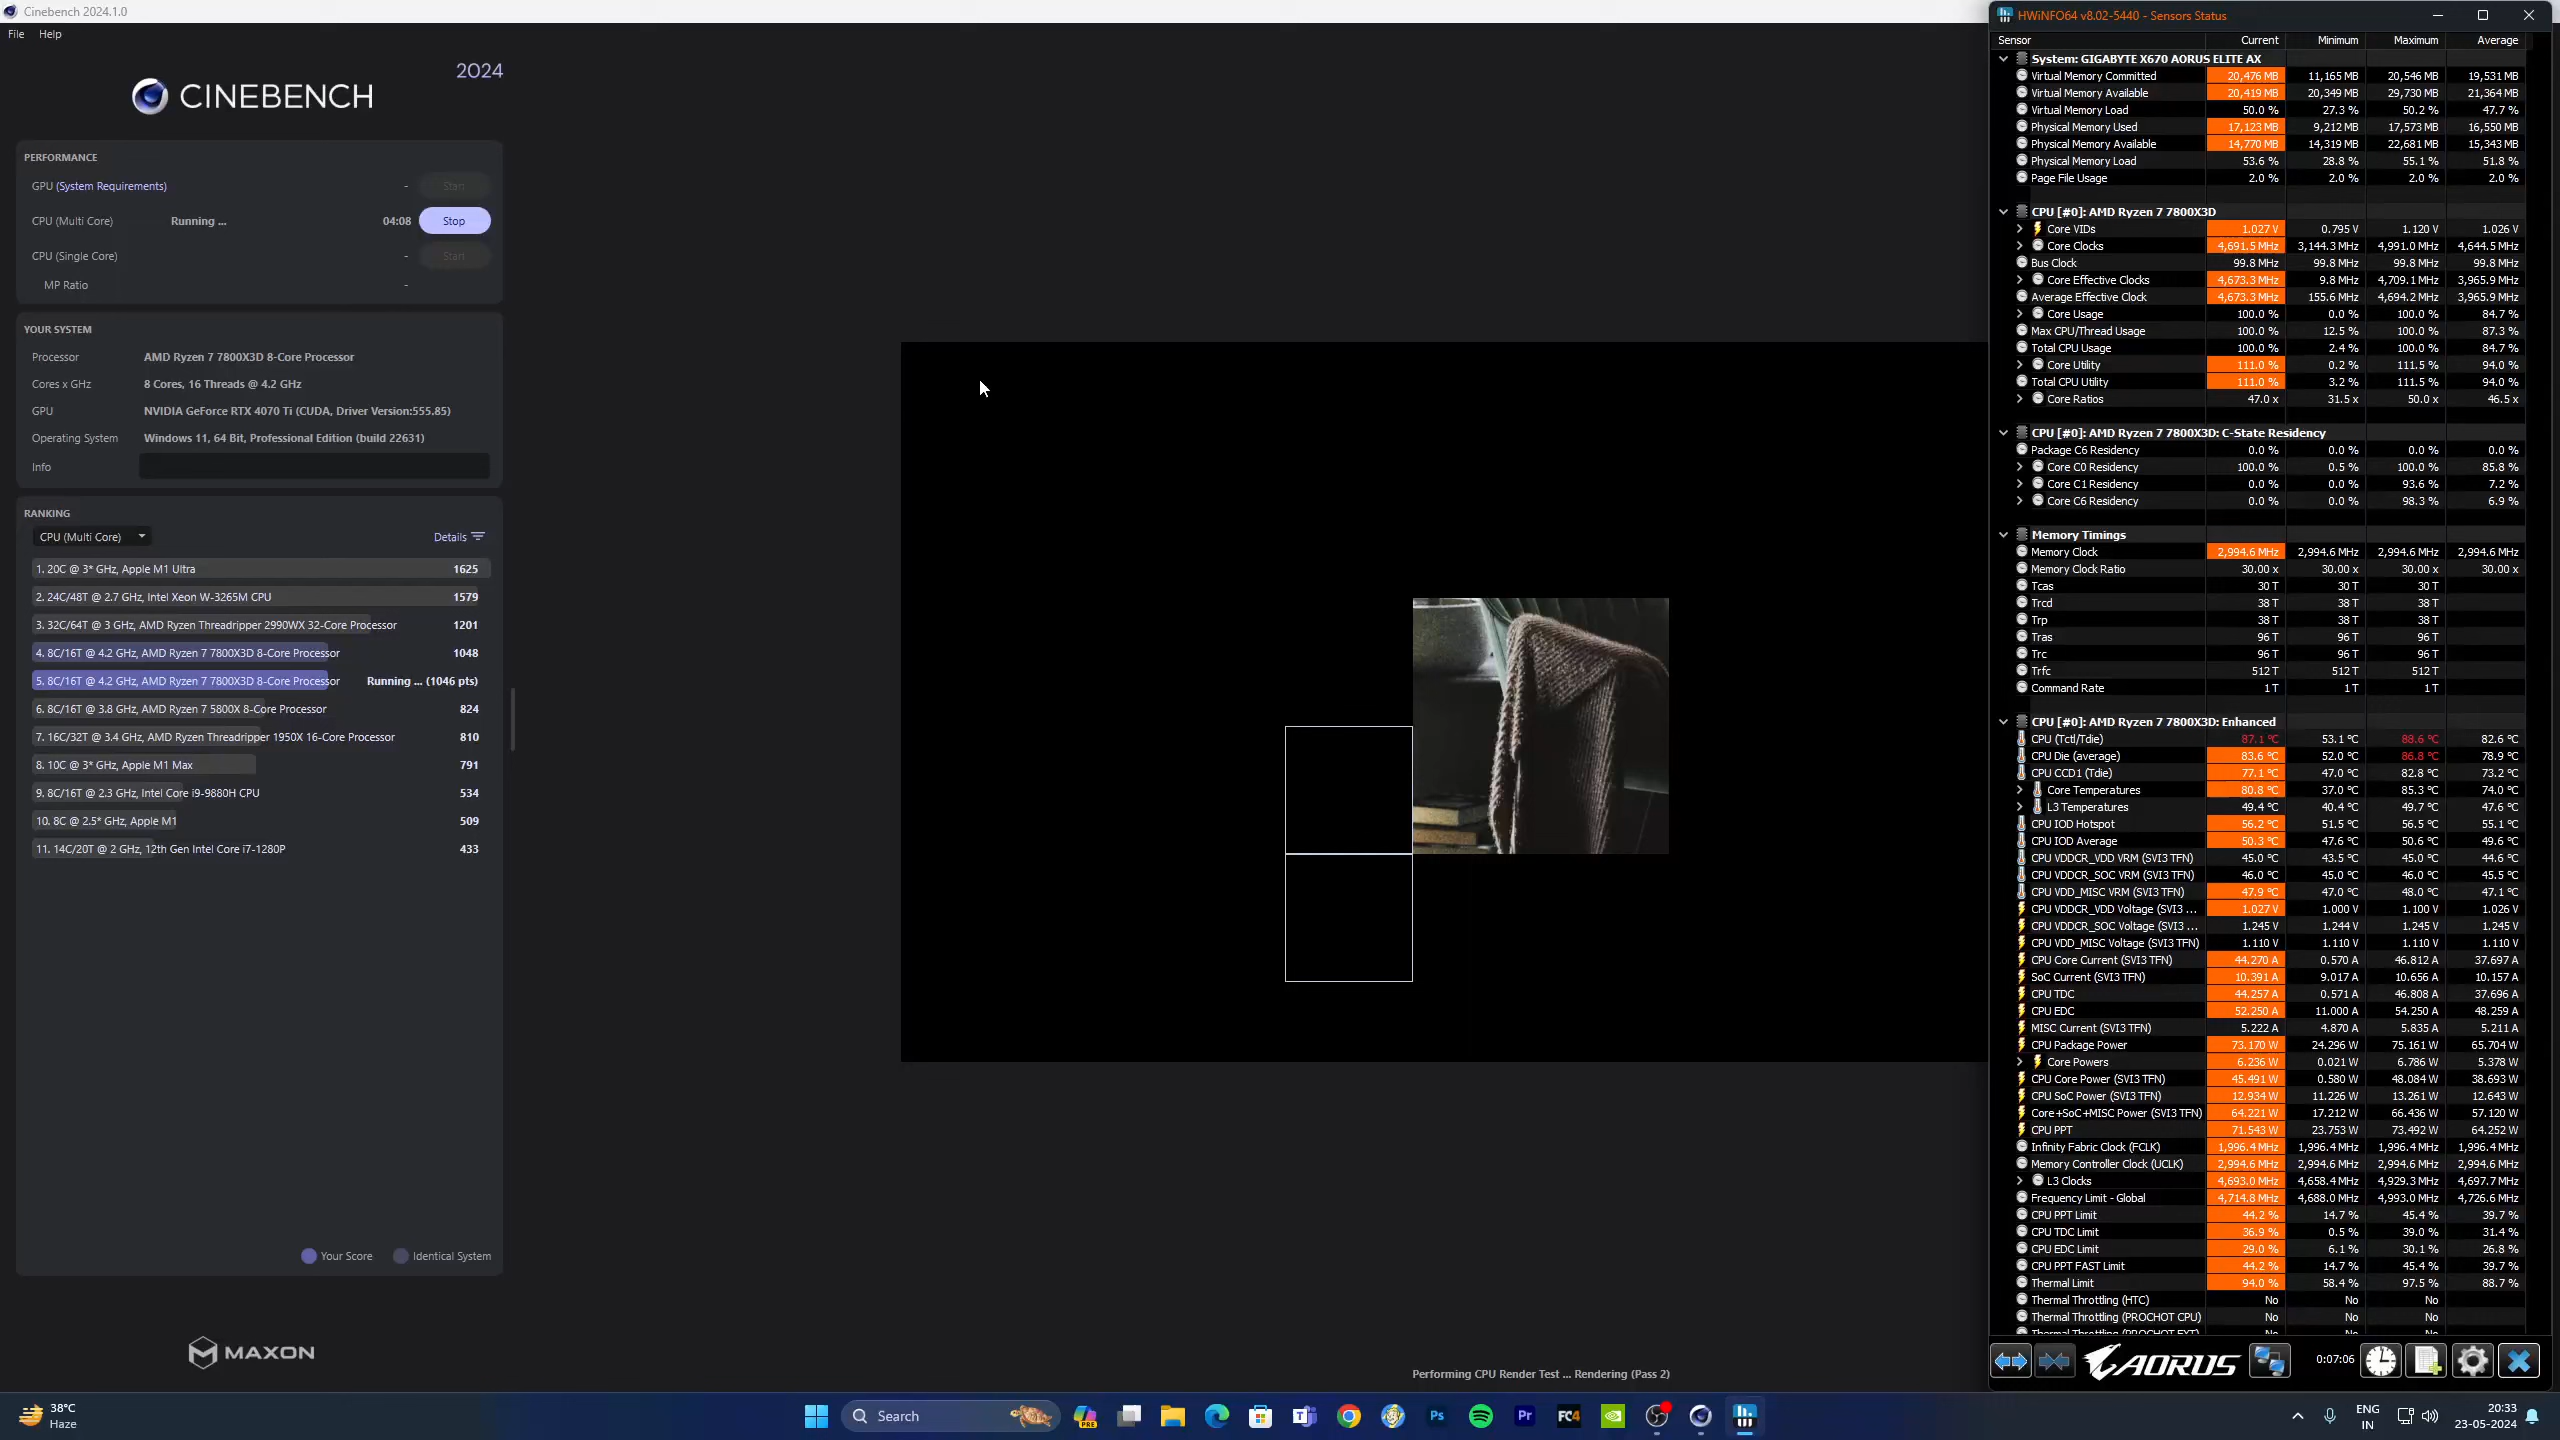 Cinebench 2024.1.0
File Help
2024
CINEBENCH
PERFORMANCE
GPU (System Requirements) - Start
CPU (Multi Core) Running ... 04:08 Stop
CPU (Single Core) - Start
MP Ratio -
YOUR SYSTEM
Processor AMD Ryzen 7 7800X3D 8-Core Processor
Cores x GHz 8 Cores, 16 Threads @ 4.2 GHz
GPU NVIDIA GeForce RTX 4070 Ti (CUDA, Driver Version:555.85)
Operating System Windows 11, 64 Bit, Professional Edition (build 22631)
Info
RANKING
CPU (Multi Core) Details
1. 20C @ 3* GHz, Apple M1 Ultra 1625
2. 24C/48T @ 2.7 GHz, Intel Xeon W-3265M CPU 1579
3. 32C/64T @ 3 GHz, AMD Ryzen Threadripper 2990WX 32-Core Processor 1201
4. 8C/16T @ 4.2 GHz, AMD Ryzen 7 7800X3D 8-Core Processor 1048
5. 8C/16T @ 4.2 GHz, AMD Ryzen 7 7800X3D 8-Core Processor Running ... (1046 pts)
6. 8C/16T @ 3.8 GHz, AMD Ryzen 7 5800X 8-Core Processor 824
7. 16C/32T @ 3.4 GHz, AMD Ryzen Threadripper 1950X 16-Core Processor 810
8. 10C @ 3* GHz, Apple M1 Max 791
9. 8C/16T @ 2.3 GHz, Intel Core i9-9880H CPU 534
10. 8C @ 2.5* GHz, Apple M1 509
11. 14C/20T @ 2 GHz, 12th Gen Intel Core i7-1280P 433
Your Score Identical System
MAXON
Performing CPU Render Test ... Rendering (Pass 2)
HWiNFO64 v8.02-5440 - Sensors Status
Sensor Current Minimum Maximum Average
System: GIGABYTE X670 AORUS ELITE AX
Virtual Memory Committed 20,476 MB 11,165 MB 20,546 MB 19,531 MB
Virtual Memory Available 20,419 MB 20,349 MB 29,730 MB 21,364 MB
Virtual Memory Load 50.0 % 27.3 % 50.2 % 47.7 %
Physical Memory Used 17,123 MB 9,212 MB 17,573 MB 16,550 MB
Physical Memory Available 14,770 MB 14,319 MB 22,681 MB 15,343 MB
Physical Memory Load 53.6 % 28.8 % 55.1 % 51.8 %
Page File Usage 2.0 % 2.0 % 2.0 % 2.0 %
CPU [#0]: AMD Ryzen 7 7800X3D
Core VIDs 1.027 V 0.795 V 1.120 V 1.026 V
Core Clocks 4,691.5 MHz 3,144.3 MHz 4,991.0 MHz 4,644.5 MHz
Bus Clock 99.8 MHz 99.8 MHz 99.8 MHz 99.8 MHz
Core Effective Clocks 4,673.3 MHz 9.8 MHz 4,709.1 MHz 3,965.9 MHz
Average Effective Clock 4,673.3 MHz 155.6 MHz 4,694.2 MHz 3,965.9 MHz
Core Usage 100.0 % 0.0 % 100.0 % 84.7 %
Max CPU/Thread Usage 100.0 % 12.5 % 100.0 % 87.3 %
Total CPU Usage 100.0 % 2.4 % 100.0 % 84.7 %
Core Utility 111.0 % 0.2 % 111.5 % 94.0 %
Total CPU Utility 111.0 % 3.2 % 111.5 % 94.0 %
Core Ratios 47.0 x 31.5 x 50.0 x 46.5 x
CPU [#0]: AMD Ryzen 7 7800X3D: C-State Residency
Package C6 Residency 0.0 % 0.0 % 0.0 % 0.0 %
Core C0 Residency 100.0 % 0.5 % 100.0 % 85.8 %
Core C1 Residency 0.0 % 0.0 % 93.6 % 7.2 %
Core C6 Residency 0.0 % 0.0 % 98.3 % 6.9 %
Memory Timings
Memory Clock 2,994.6 MHz 2,994.6 MHz 2,994.6 MHz 2,994.6 MHz
Memory Clock Ratio 30.00 x 30.00 x 30.00 x 30.00 x
Tcas 30 T 30 T 30 T
Trcd 38 T 38 T 38 T
Trp 38 T 38 T 38 T
Tras 96 T 96 T 96 T
Trc 96 T 96 T 96 T
Trfc 512 T 512 T 512 T
Command Rate 1 T 1 T 1 T
CPU [#0]: AMD Ryzen 7 7800X3D: Enhanced
CPU (Tctl/Tdie) 87.1 °C 53.1 °C 88.6 °C 82.6 °C
CPU Die (average) 83.6 °C 52.0 °C 86.8 °C 78.9 °C
CPU CCD1 (Tdie) 77.1 °C 47.0 °C 82.8 °C 73.2 °C
Core Temperatures 80.8 °C 37.0 °C 85.3 °C 74.0 °C
L3 Temperatures 49.4 °C 40.4 °C 49.7 °C 47.6 °C
CPU IOD Hotspot 56.2 °C 51.5 °C 56.5 °C 55.1 °C
CPU IOD Average 50.3 °C 47.6 °C 50.6 °C 49.6 °C
CPU VDDCR_VDD VRM (SVI3 TFN) 45.0 °C 43.5 °C 45.0 °C 44.6 °C
CPU VDDCR_SOC VRM (SVI3 TFN) 46.0 °C 45.0 °C 46.0 °C 45.5 °C
CPU VDD_MISC VRM (SVI3 TFN) 47.9 °C 47.0 °C 48.0 °C 47.1 °C
CPU VDDCR_VDD Voltage (SVI3 ... 1.027 V 1.000 V 1.100 V 1.026 V
CPU VDDCR_SOC Voltage (SVI3 ... 1.245 V 1.244 V 1.245 V 1.245 V
CPU VDD_MISC Voltage (SVI3 TFN) 1.110 V 1.110 V 1.110 V 1.110 V
CPU Core Current (SVI3 TFN) 44.270 A 0.570 A 46.812 A 37.697 A
SoC Current (SVI3 TFN) 10.391 A 9.017 A 10.656 A 10.157 A
CPU TDC 44.257 A 0.571 A 46.808 A 37.696 A
CPU EDC 52.250 A 11.000 A 54.250 A 48.259 A
MISC Current (SVI3 TFN) 5.222 A 4.870 A 5.835 A 5.211 A
CPU Package Power 73.170 W 24.296 W 75.161 W 65.704 W
Core Powers 6.236 W 0.021 W 6.786 W 5.378 W
CPU Core Power (SVI3 TFN) 45.491 W 0.580 W 48.084 W 38.693 W
CPU SoC Power (SVI3 TFN) 12.934 W 11.226 W 13.261 W 12.643 W
Core+SoC+MISC Power (SVI3 TFN) 64.221 W 17.212 W 66.436 W 57.120 W
CPU PPT 71.543 W 23.753 W 73.492 W 64.252 W
Infinity Fabric Clock (FCLK) 1,996.4 MHz 1,996.4 MHz 1,996.4 MHz 1,996.4 MHz
Memory Controller Clock (UCLK) 2,994.6 MHz 2,994.6 MHz 2,994.6 MHz 2,994.6 MHz
L3 Clocks 4,693.0 MHz 4,658.4 MHz 4,929.3 MHz 4,697.7 MHz
Frequency Limit - Global 4,714.8 MHz 4,688.0 MHz 4,993.0 MHz 4,726.6 MHz
CPU PPT Limit 44.2 % 14.7 % 45.4 % 39.7 %
CPU TDC Limit 36.9 % 0.5 % 39.0 % 31.4 %
CPU EDC Limit 29.0 % 6.1 % 30.1 % 26.8 %
CPU PPT FAST Limit 44.2 % 14.7 % 45.4 % 39.7 %
Thermal Limit 94.0 % 58.4 % 97.5 % 88.7 %
Thermal Throttling (HTC) No No No
Thermal Throttling (PROCHOT CPU) No No No
Thermal Throttling (PROCHOT EXT) No No No
AORUS 0:07:06
38°C
Haze
Search
PRE
Ps
Pr
FC4
ENG
IN
20:33
23-05-2024